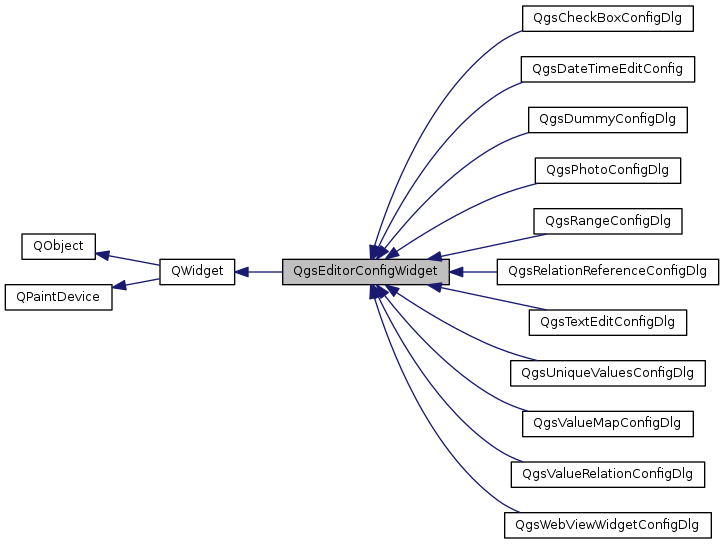 QgsCheckBoxConfigDlg
QgsDateTimeEditConfig
QgsDummyConfigDlg
QgsPhotoConfigDlg
QgsRangeConfigDlg
QObject
QWidget
QgsEditorConfigWidget
QgsRelationReferenceConfigDlg
QPaintDevice
QgsTextEditConfigDlg
QgsUniqueValuesConfigDlg
QgsValueMapConfigDlg
QgsValueRelationConfigDlg
QgsWebViewWidgetConfigDlg